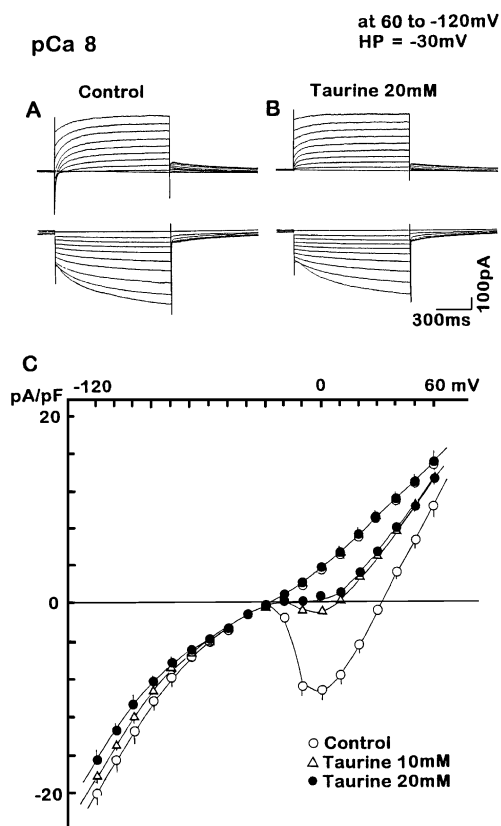 pCa 8
at 60 to -120mV
HP = -30mV
A
Control
B
Taurine 20mM
300ms
100pA
C
-120
0
60 mV
pA/pF
20
0
-20
Control
Taurine 10mM
Taurine 20mM